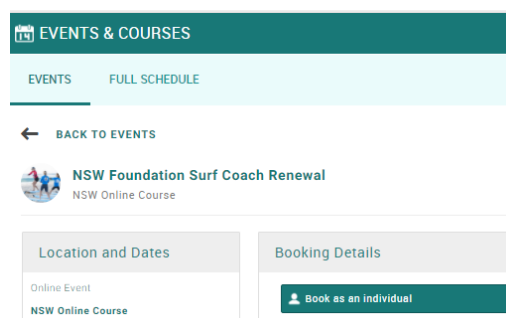 EVENTS & COURSES
EVENTS FULL SCHEDULE
BACK TO EVENTS
NSW Foundation Surf Coach Renewal
NSW Online Course
Location and Dates
Online Event
NSW Online Course
Booking Details
Book as an individual